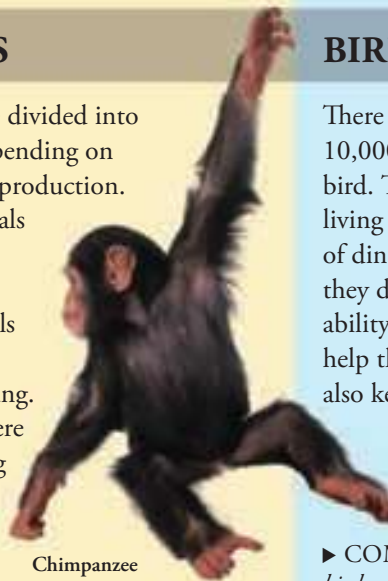 S
divided into
pending on
production.
als
ls
ng.
ere
g
Chimpanzee
BIR
There
10,000
bird. T
living
of din
they d
ability
help th
also ke
▶ COM